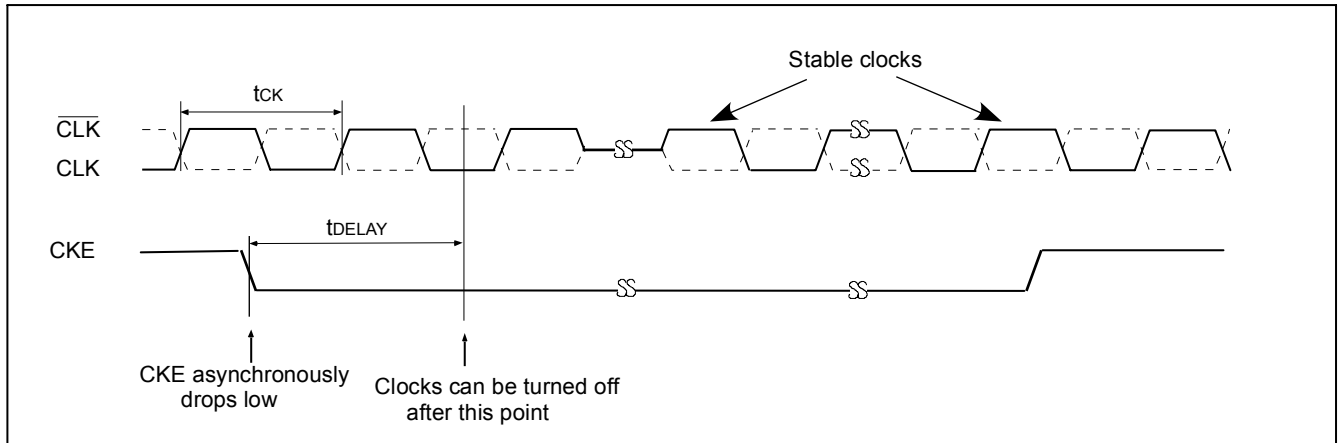 Stable clocks
tCK
CLK
CLK
tDELAY
CKE
CKE asynchronously
drops low
Clocks can be turned off
after this point